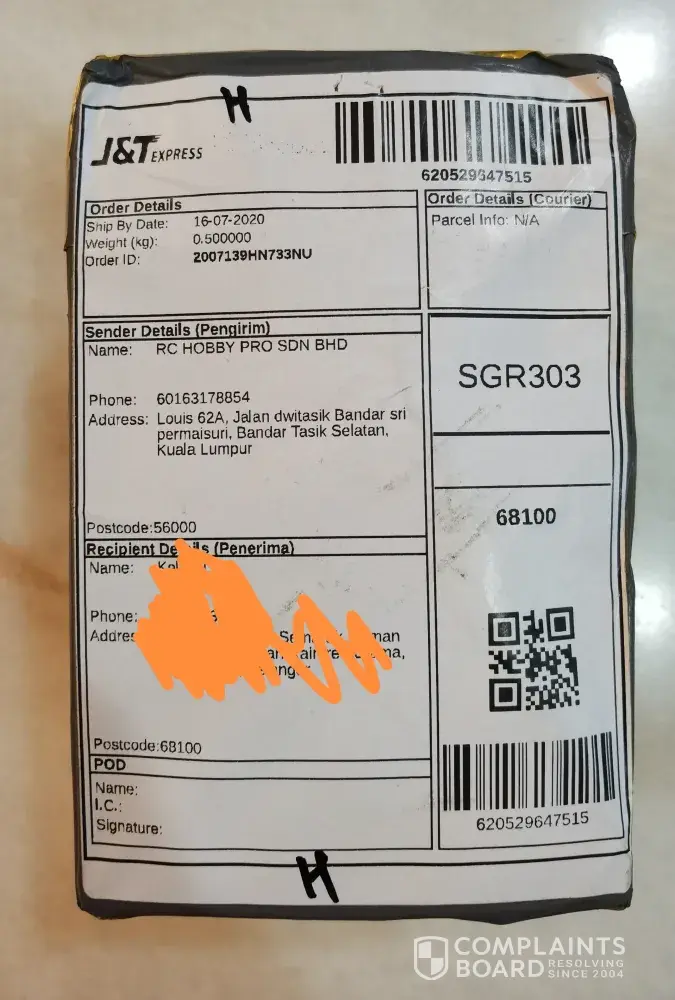 H
J&T EXPRESS
620529647515
Order Details
Ship By Date: 16-07-2020
Weight (kg): 0.500000
Order ID: 2007139HN733NU
Order Details (Courier)
Parcel Info: N/A
Sender Details (Pengirim)
Name: RC HOBBY PRO SDN BHD
Phone: 60163178854
Address: Louis 62A, Jalan dwitasik Bandar sri
permaisuri, Bandar Tasik Selatan,
Kuala Lumpur
Postcode:56000
SGR303
68100
Recipient Details (Penerima)
Name:
Phone:
Address
Postcode:68100
POD
Name:
I.C.:
Signature:
620529647515
H
COMPLAINTS
BOARD RESOLVING
SINCE 2004